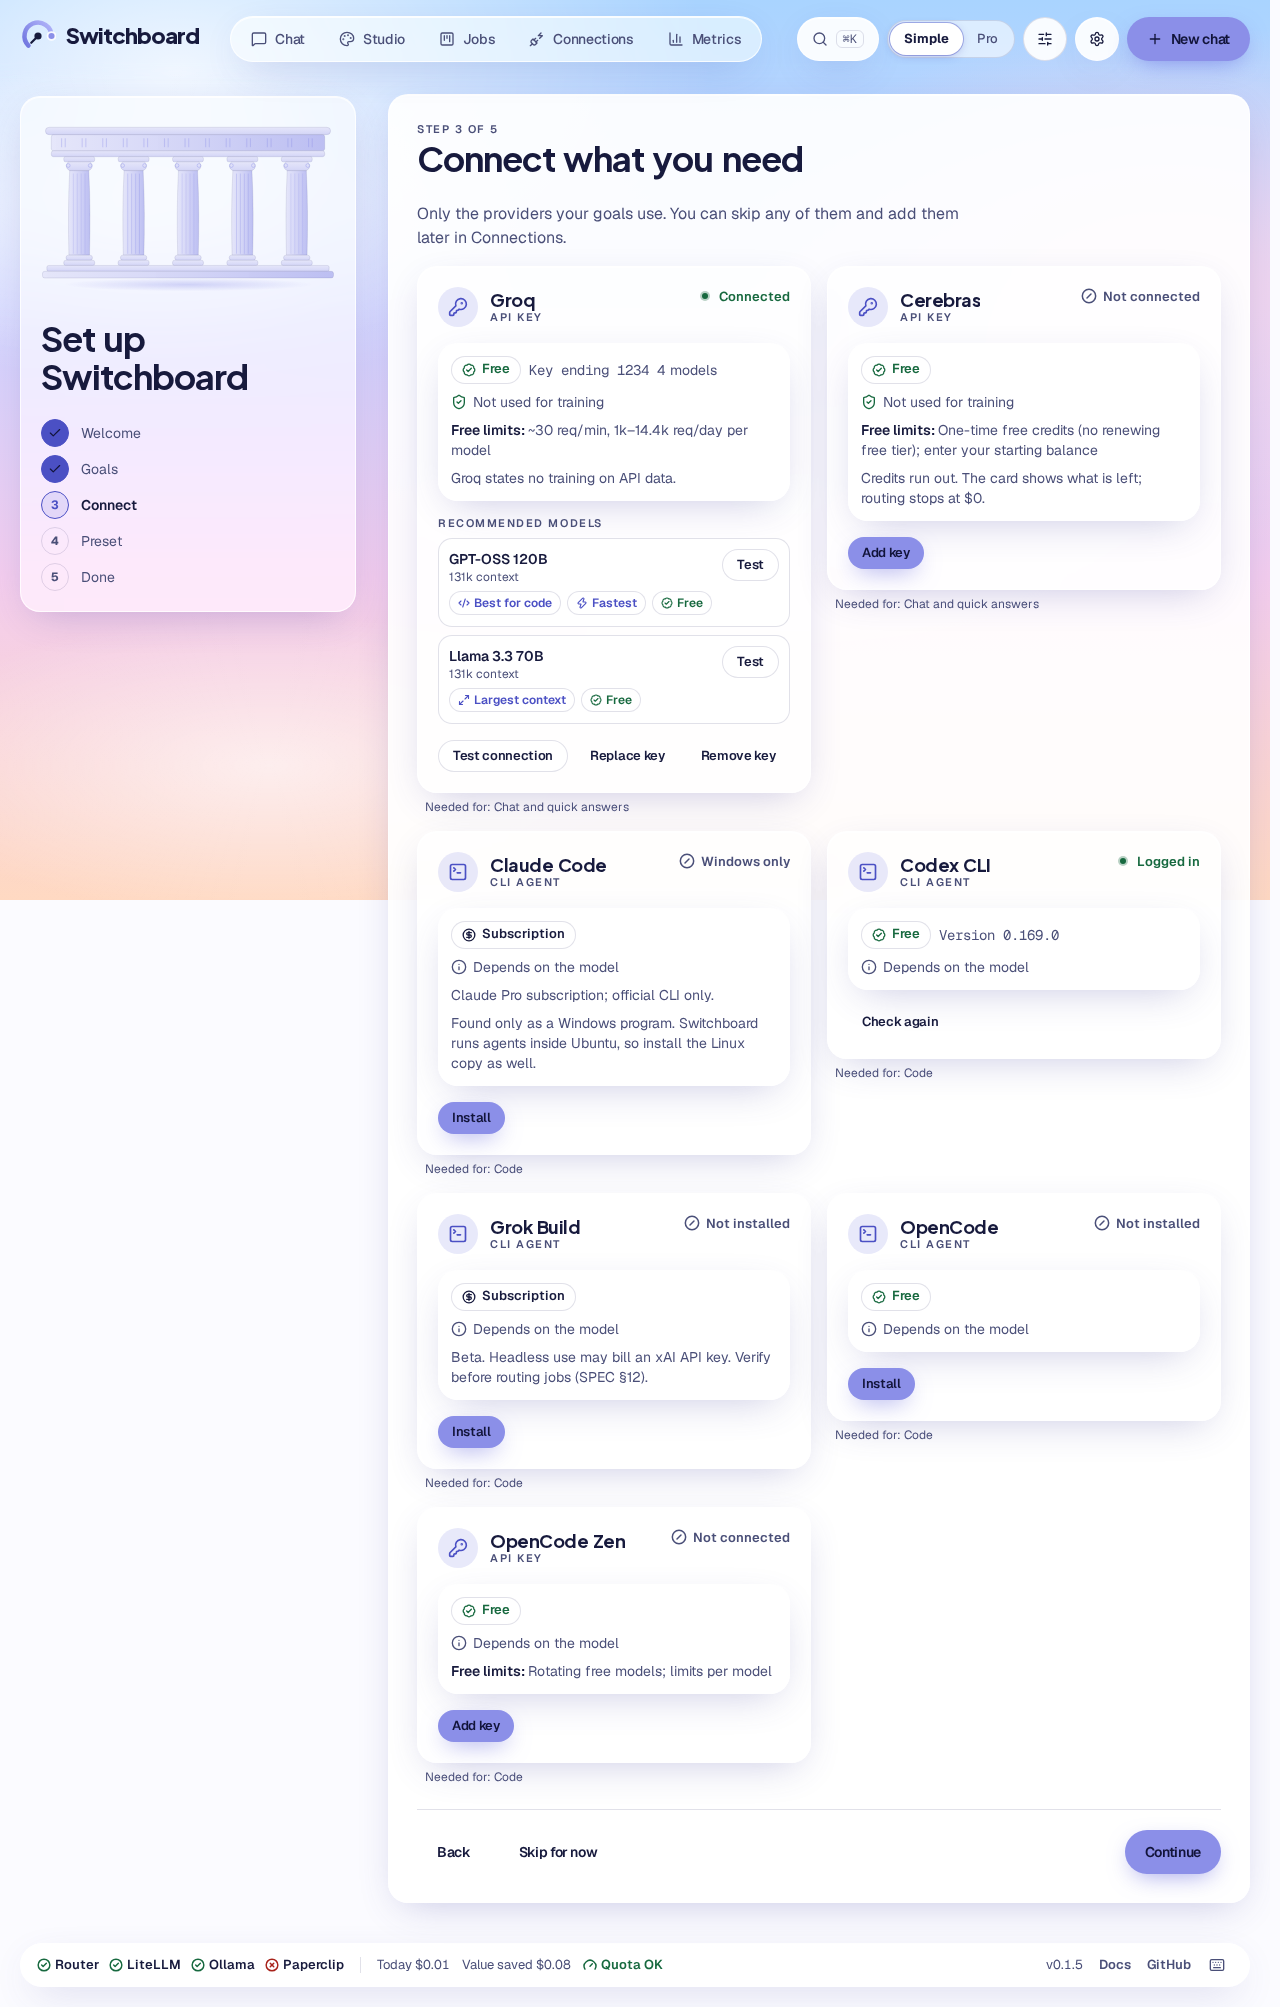 Switchboard
Chat
Studio
Jobs
Connections
Metrics
⌘K
Simple
Pro
New chat
Set up
Switchboard
Welcome
Goals
3
Connect
4
Preset
5
Done
STEP 3 OF 5
Connect what you need
Only the providers your goals use. You can skip any of them and add them
later in Connections.
Groq
API KEY
Connected
Free
Key ending 1234 4 models
Not used for training
Free limits: ~30 req/min, 1k–14.4k req/day per
model
Groq states no training on API data.
RECOMMENDED MODELS
GPT-OSS 120B
131k context
Test
Best for code
Fastest
Free
Llama 3.3 70B
131k context
Test
Largest context
Free
Test connection
Replace key
Remove key
Needed for: Chat and quick answers
Cerebras
API KEY
Not connected
Free
Not used for training
Free limits: One-time free credits (no renewing
free tier); enter your starting balance
Credits run out. The card shows what is left;
routing stops at $0.
Add key
Needed for: Chat and quick answers
Claude Code
CLI AGENT
Windows only
Subscription
Depends on the model
Claude Pro subscription; official CLI only.
Found only as a Windows program. Switchboard
runs agents inside Ubuntu, so install the Linux
copy as well.
Install
Needed for: Code
Codex CLI
CLI AGENT
Logged in
Free
Version 0.169.0
Depends on the model
Check again
Needed for: Code
Grok Build
CLI AGENT
Not installed
Subscription
Depends on the model
Beta. Headless use may bill an xAI API key. Verify
before routing jobs (SPEC §12).
Install
Needed for: Code
OpenCode
CLI AGENT
Not installed
Free
Depends on the model
Install
Needed for: Code
OpenCode Zen
API KEY
Not connected
Free
Depends on the model
Free limits: Rotating free models; limits per model
Add key
Needed for: Code
Back
Skip for now
Continue
Router
LiteLLM
Ollama
Paperclip
Today $0.01
Value saved $0.08
Quota OK
v0.1.5
Docs
GitHub